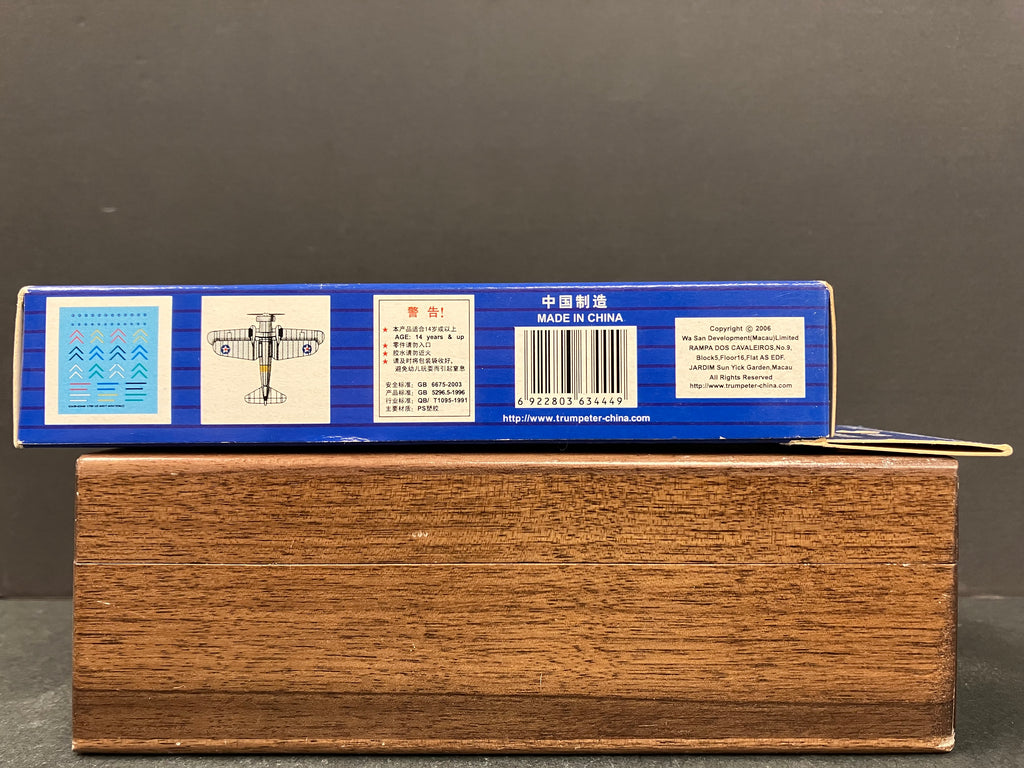 警 告!
★ 本产品适合14岁或以上
AGE: 14 years & up
★ 零件请勿入口
★ 胶水请勿近火
★ 请及时将包装袋收好。
避免幼儿玩耍而引起窒息
安全标准: GB 6675-2003
产品标准: GB 5296.5-1996
行业标准: QB/ T1095-1991
主要材质: PS塑胶
中国制造
MADE IN CHINA
6 922803 634449
http://www.trumpeter-china.com
Copyright © 2006
Wa San Development(Macau)Limited
RAMPA DOS CAVALEIROS,No.9,
Block5,Floor16,Flat AS EDF.
JARDIM Sun Yick Garden,Macau
All Rights Reserved
http://www.trumpeter-china.com